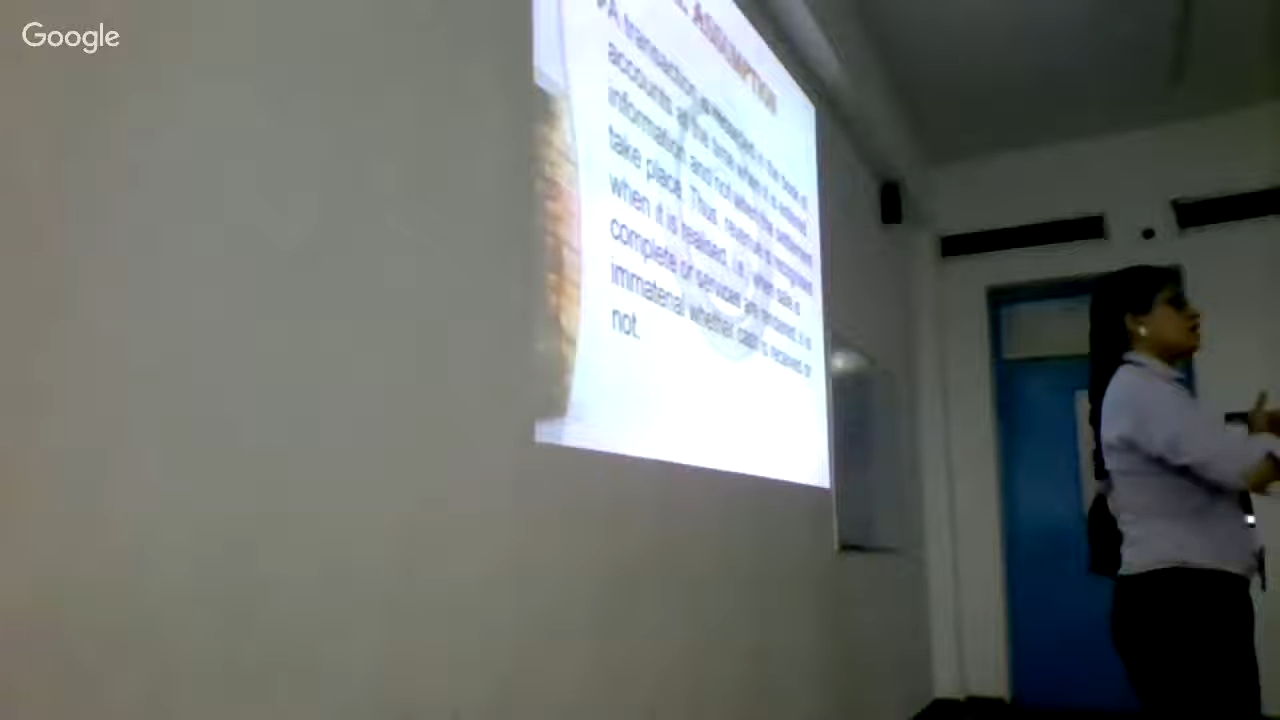 Google
ASSUMPTION
A transaction is recorded in the book of
accounts at the time when it is entered
information and not when the settlement
take place. Thus, revenue is recognised
when it is realised, i.e., when sale is
complete or services are rendered, it is
immaterial whether cash is received or
not.